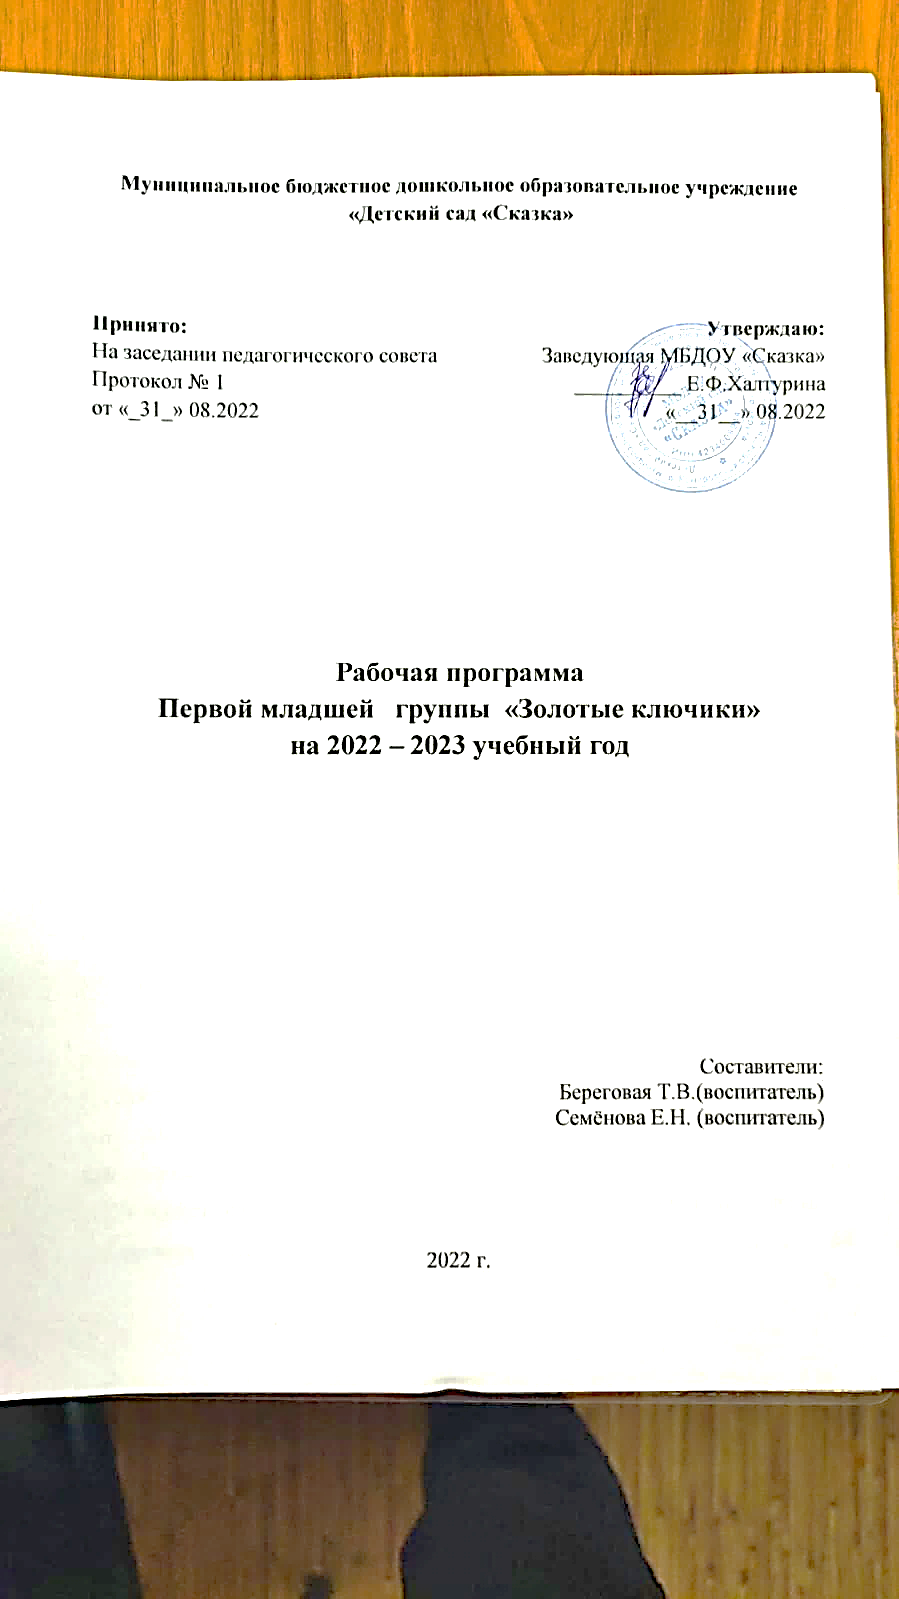 Муниципальное бюджетное дошкольное образовательное учреждение
«Детский сад «Сказка»
Принято:
На заседании педагогического совета
Протокол № 1
от «_31_» 08.2022
Утверждаю:
Заведующая МБДОУ «Сказка»
__________ Е.Ф.Халтурина
«__31__» 08.2022
Рабочая программа
Первой младшей группы «Золотые ключики»
на 2022 – 2023 учебный год
Составители:
Береговая Т.В.(воспитатель)
Семёнова Е.Н. (воспитатель)
2022 г.